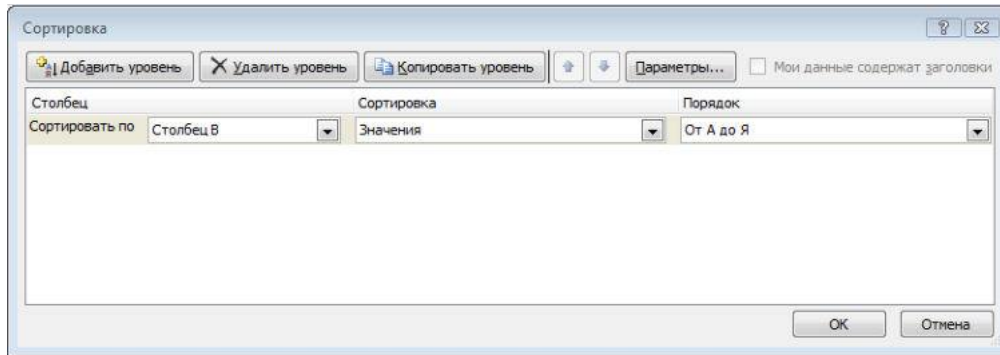 Сортировка
Добавить уровень Удалить уровень Копировать уровень Параметры... Мои данные содержат заголовки
Столбец Сортировка Порядок
Сортировать по Столбец B Значения От А до Я
ОК Отмена